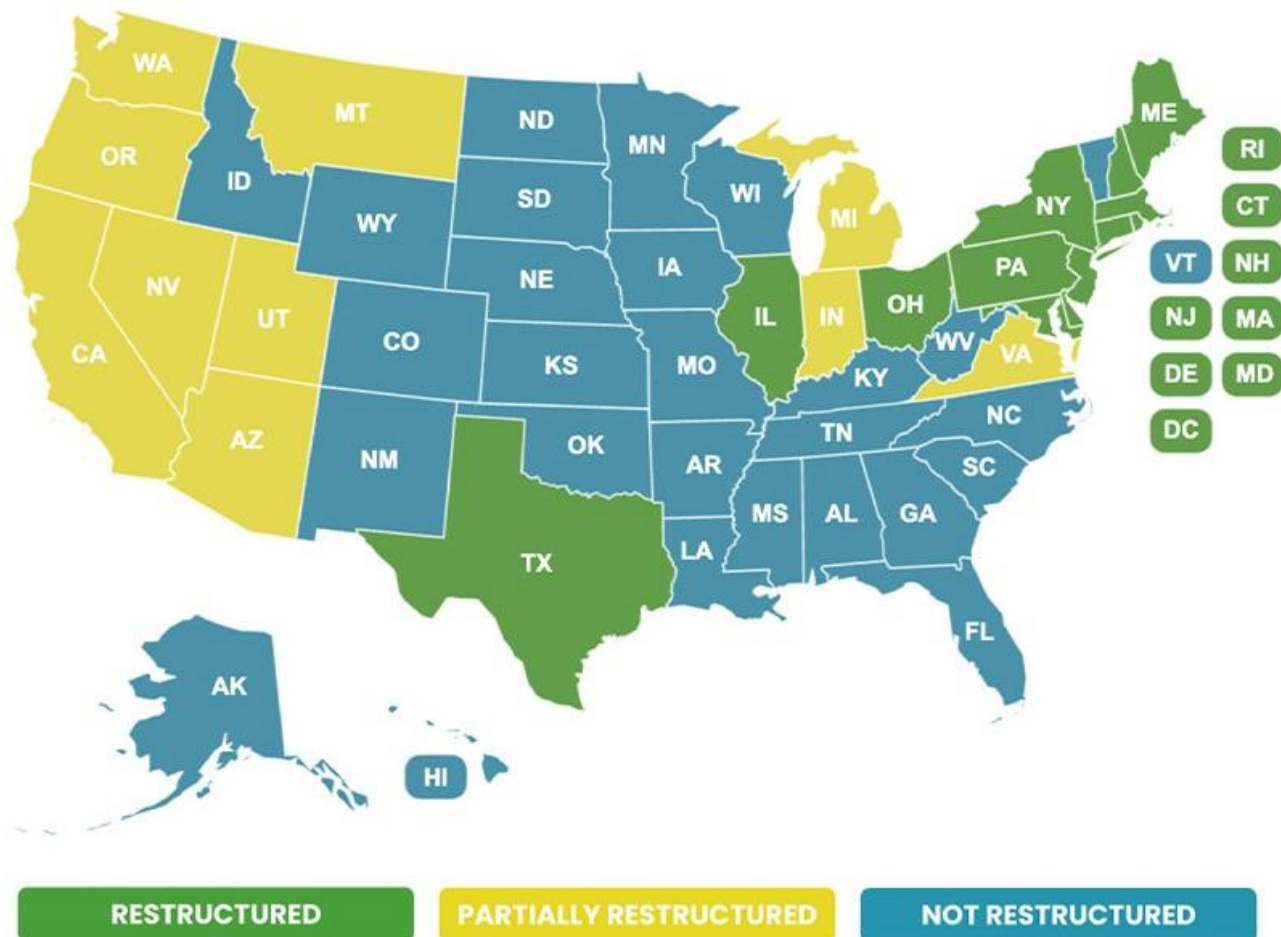 WA
MT
ND
MN
ME
OR
ID
SD
WI
NY
RI
WY
MI
CT
NV
NE
IA
PA
VT
NH
UT
IL
IN
OH
NJ
MA
CA
CO
KS
MO
WV
VA
KY
DE
MD
AZ
NM
OK
TN
NC
DC
AR
SC
MS
AL
GA
TX
LA
FL
AK
HI
RESTRUCTURED
PARTIALLY RESTRUCTURED
NOT RESTRUCTURED